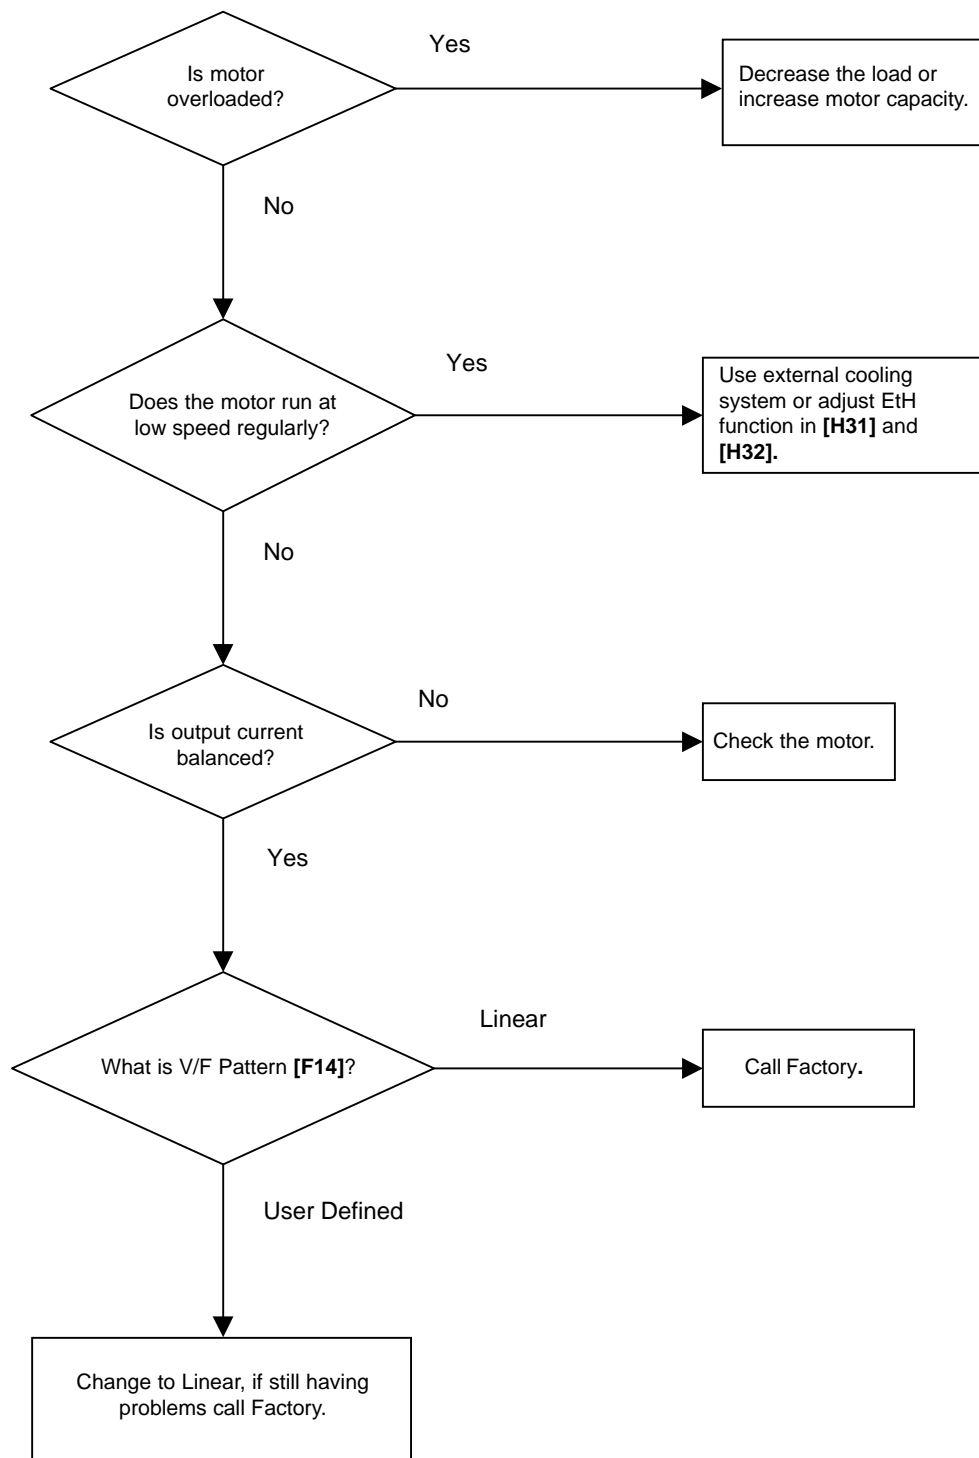 Yes
Is motor
overloaded?
Decrease the load or
increase motor capacity.
No
Yes
Does the motor run at
low speed regularly?
Use external cooling
system or adjust EtH
function in [H31] and
[H32].
No
No
Is output current
balanced?
Check the motor.
Yes
Linear
What is V/F Pattern [F14]?
Call Factory.
User Defined
Change to Linear, if still having
problems call Factory.